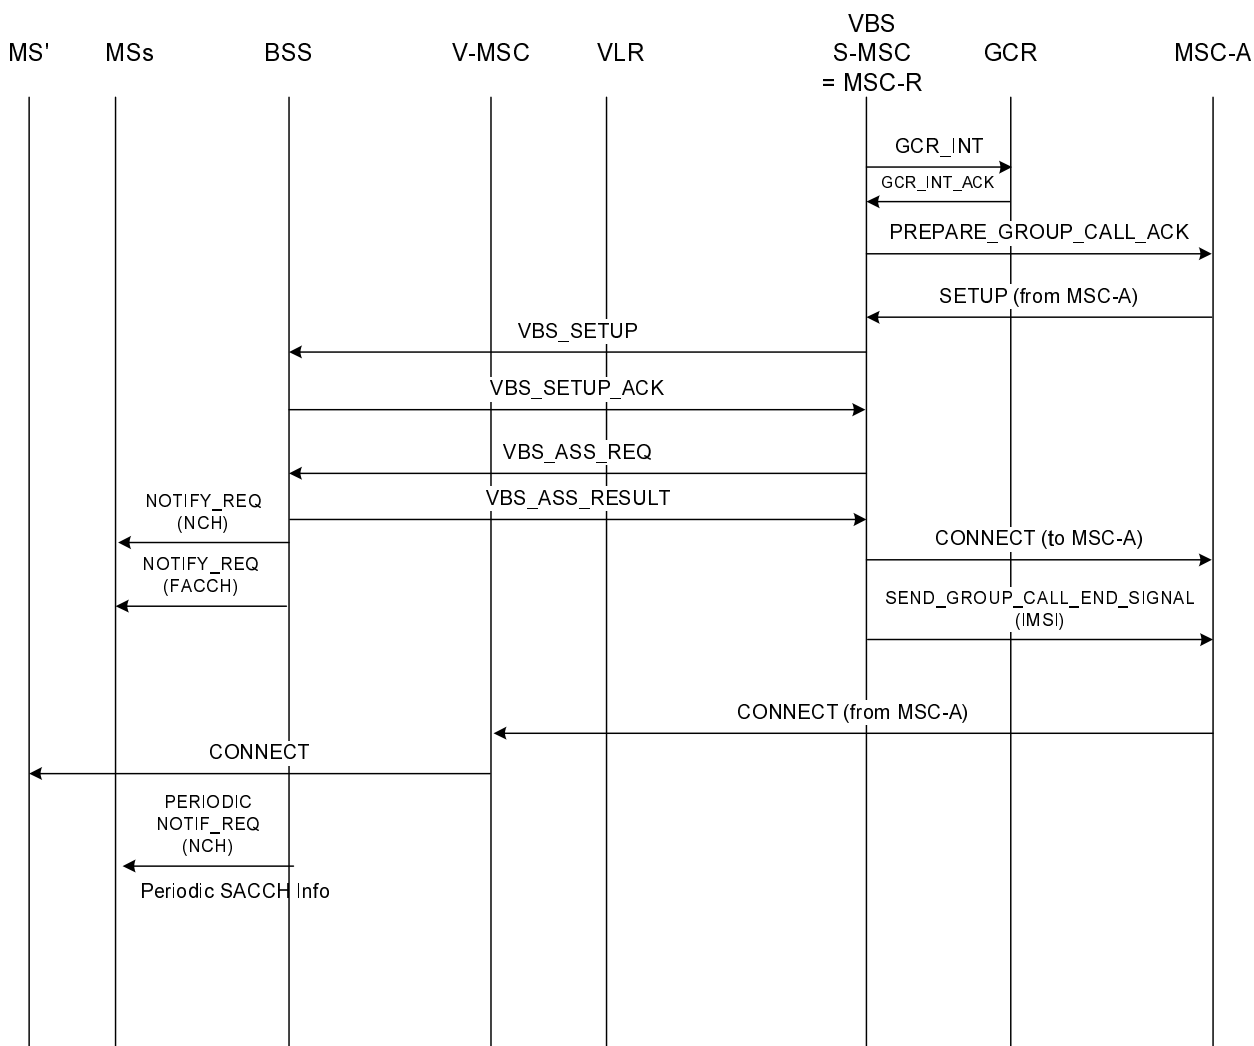 VBS
MS' MSs BSS V-MSC VLR S-MSC GCR MSC-A
= MSC-R
GCR_INT
GCR_INT_ACK
PREPARE_GROUP_CALL_ACK
SETUP (from MSC-A)
VBS_SETUP
VBS_SETUP_ACK
VBS_ASS_REQ
NOTIFY_REQ
(NCH)
VBS_ASS_RESULT
CONNECT (to MSC-A)
NOTIFY_REQ
(FACCH)
SEND_GROUP_CALL_END_SIGNAL
(IMSI)
CONNECT (from MSC-A)
CONNECT
PERIODIC
NOTIF_REQ
(NCH)
Periodic SACCH Info